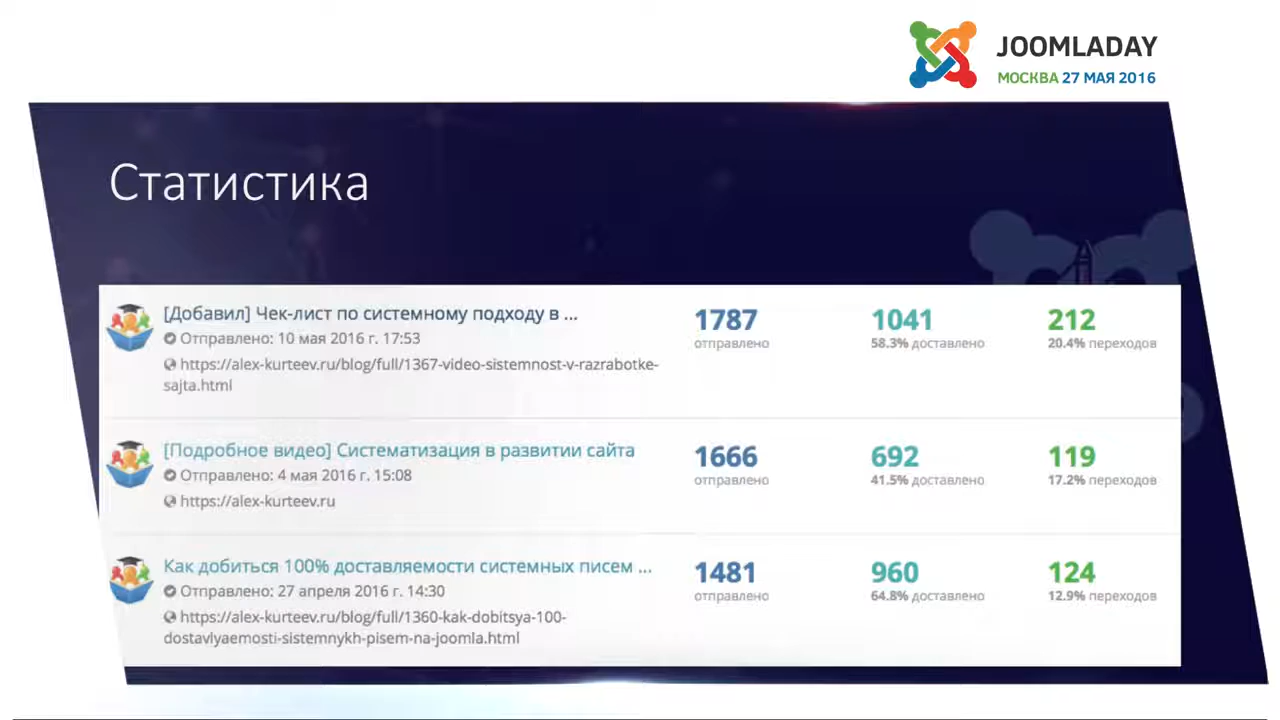 JOOMLADAY
МОСКВА 27 МАЯ 2016
Статистика
[Добавил] Чек-лист по системному подходу в ...
Отправлено: 10 мая 2016 г. 17:53
https://alex-kurteev.ru/blog/full/1367-video-sistemnost-v-razrabotke-
sajta.html
1787
отправлено
1041
58.3% доставлено
212
20.4% переходов
[Подробное видео] Систематизация в развитии сайта
Отправлено: 4 мая 2016 г. 15:08
https://alex-kurteev.ru
1666
отправлено
692
41.5% доставлено
119
17.2% переходов
Как добиться 100% доставляемости системных писем ...
Отправлено: 27 апреля 2016 г. 14:30
https://alex-kurteev.ru/blog/full/1360-kak-dobitsya-100-
dostavlyaemosti-sistemnykh-pisem-na-joomla.html
1481
отправлено
960
64.8% доставлено
124
12.9% переходов